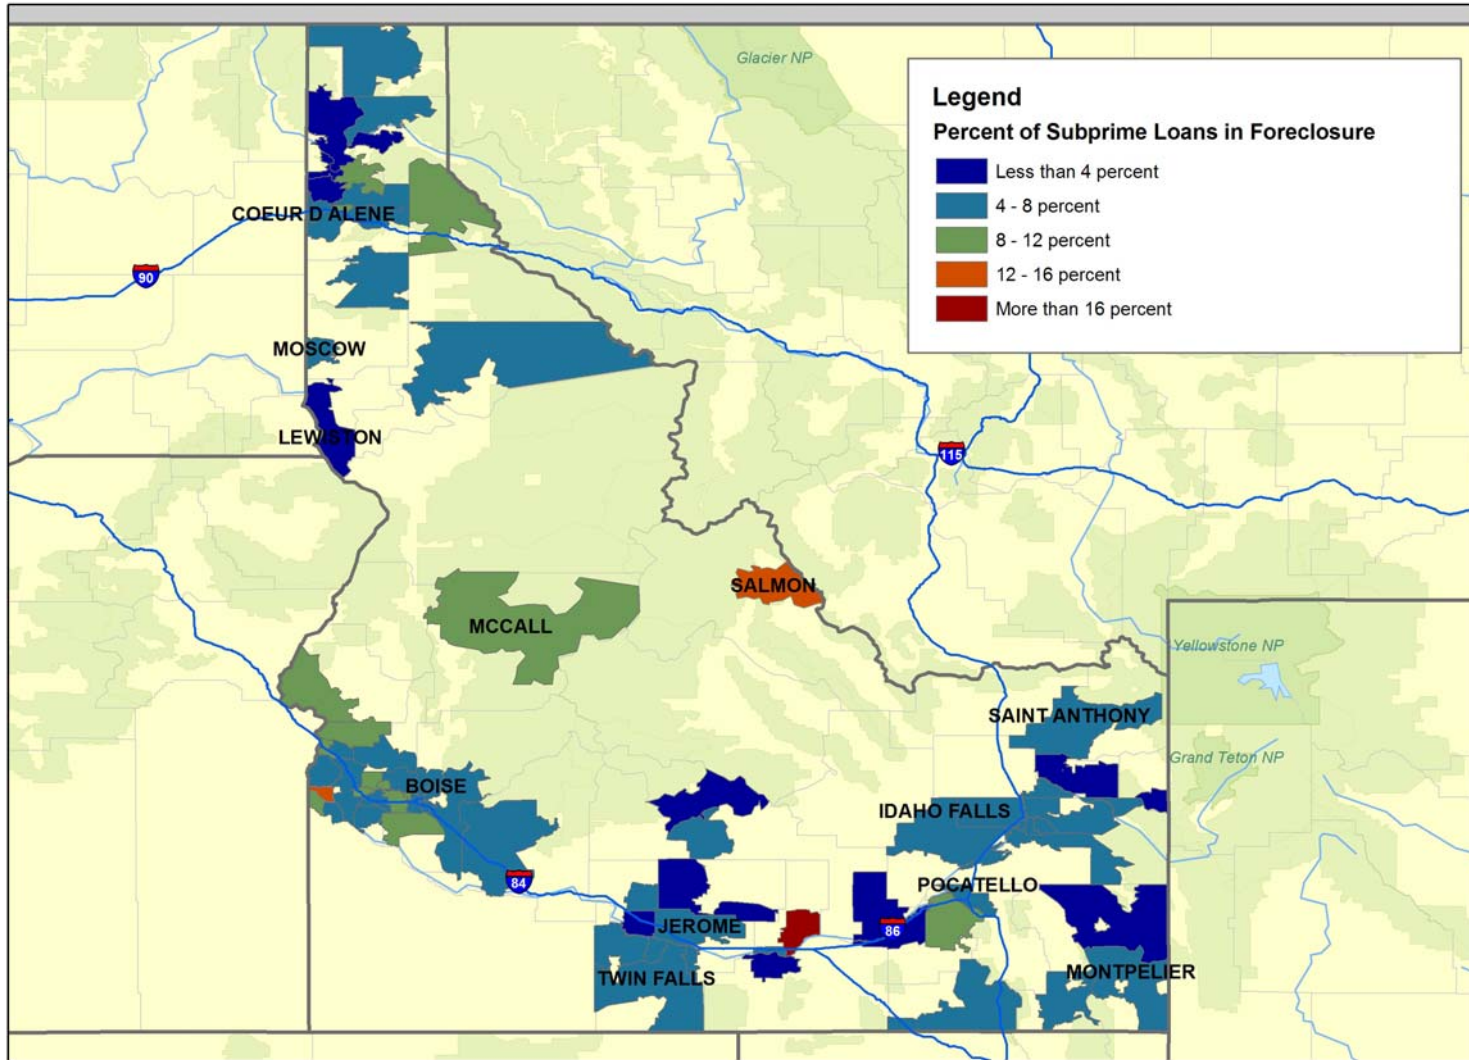 Glacier NP
Legend
Percent of Subprime Loans in Foreclosure
Less than 4 percent
4 - 8 percent
8 - 12 percent
12 - 16 percent
More than 16 percent
COEUR D ALENE
90
MOSCOW
LEWISTON
115
SALMON
MCCALL
Yellowstone NP
SAINT ANTHONY
Grand Teton NP
BOISE
IDAHO FALLS
84
POCATELLO
JEROME
86
TWIN FALLS
MONTPELIER